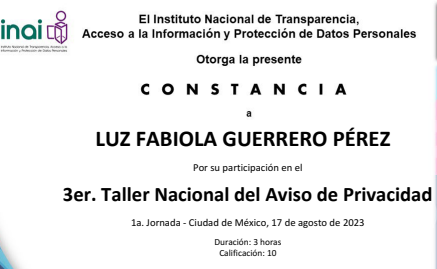 inai
El Instituto Nacional de Transparencia,
Acceso a la Información y Protección de Datos Personales
Otorga la presente
CONSTANCIA
a
LUZ FABIOLA GUERRERO PÉREZ
Por su participación en el
3er. Taller Nacional del Aviso de Privacidad
1a. Jornada - Ciudad de México, 17 de agosto de 2023
Duración: 3 horas
Calificación: 10